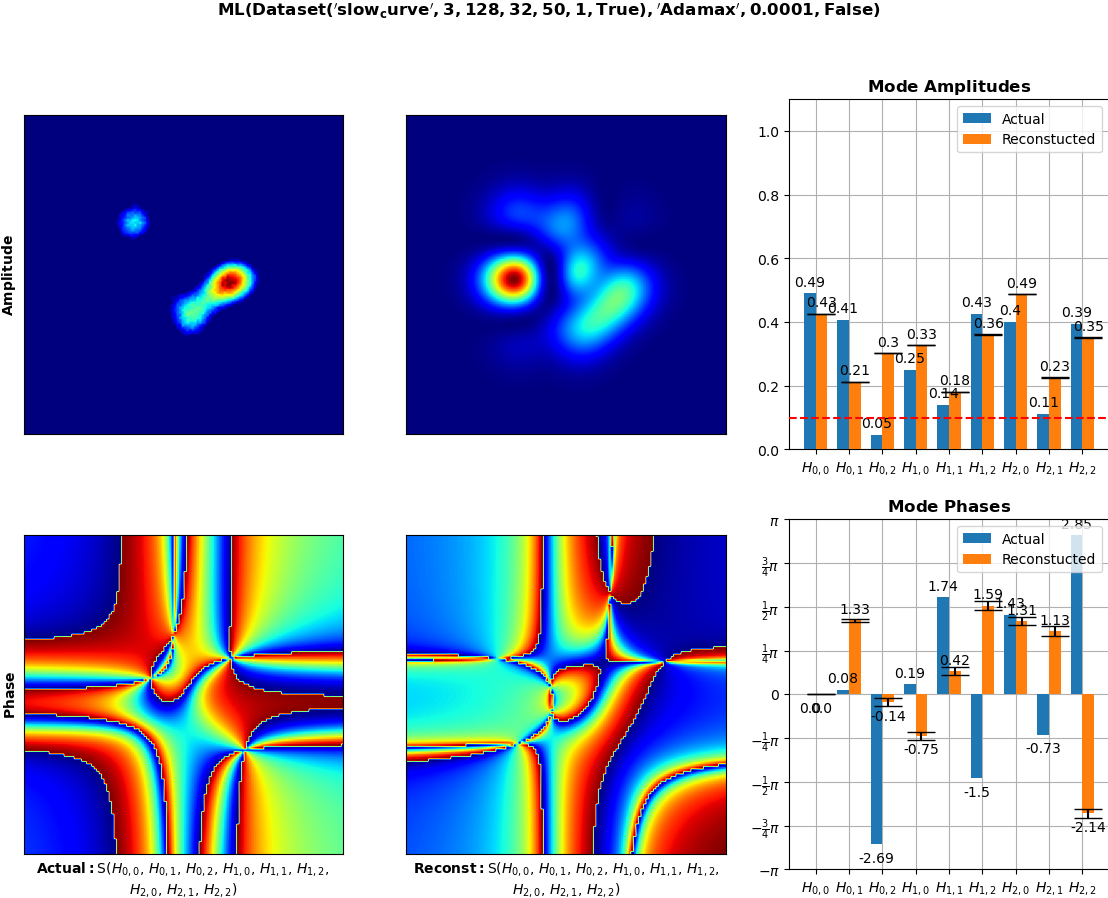 ML(Dataset('slow_curve', 3, 128, 32, 50, 1, True), 'Adamax', 0.0001, False)
Amplitude
Mode Amplitudes
Actual
Reconstucted
1.0
0.8
0.6
0.4
0.2
0.0
0.49
0.43
0.41
0.21
0.05
0.3
0.25
0.33
0.14
0.18
0.43
0.36
0.4
0.49
0.11
0.23
0.39
0.35
H0,0 H0,1 H0,2 H1,0 H1,1 H1,2 H2,0 H2,1 H2,2
Phase
Mode Phases
Actual
Reconstucted
π
3/4π
1/2π
1/4π
0
−1/4π
−1/2π
−3/4π
−π
0.0
0.0
0.08
1.33
-2.69
-0.14
0.19
-0.75
1.74
0.42
-1.5
1.59
1.43
1.31
-0.73
1.13
2.85
-2.14
H0,0 H0,1 H0,2 H1,0 H1,1 H1,2 H2,0 H2,1 H2,2
Actual: S(H0,0, H0,1, H0,2, H1,0, H1,1, H1,2,
H2,0, H2,1, H2,2)
Reconst: S(H0,0, H0,1, H0,2, H1,0, H1,1, H1,2,
H2,0, H2,1, H2,2)